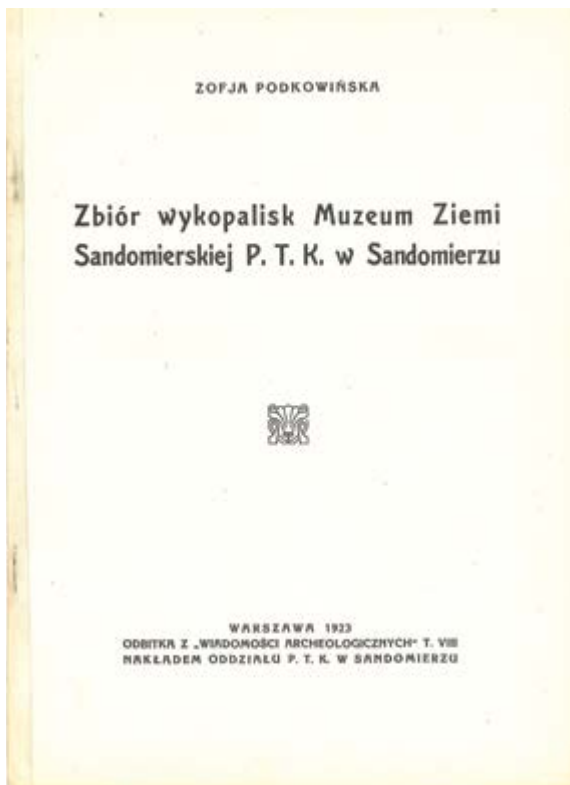 ZOFJA PODKOWIŃSKA
Zbiór wykopalisk Muzeum Ziemi
Sandomierskiej P. T. K. w Sandomierzu
WARSZAWA 1923
ODBITKA Z „WIADOMOŚCI ARCHEOLOGICZNYCH" T. VIII
NAKŁADEM ODDZIAŁU P. T. K. W SANDOMIERZU